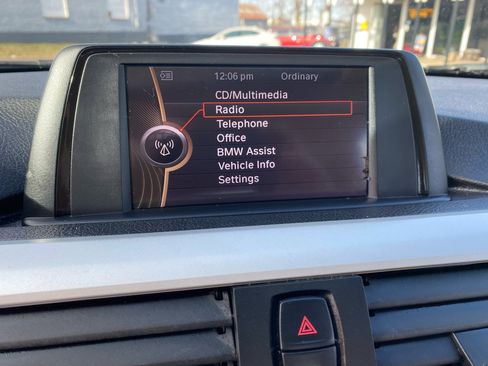 12:06 pm Ordinary
CD/Multimedia
Radio
Telephone
Office
BMW Assist
Vehicle Info
Settings